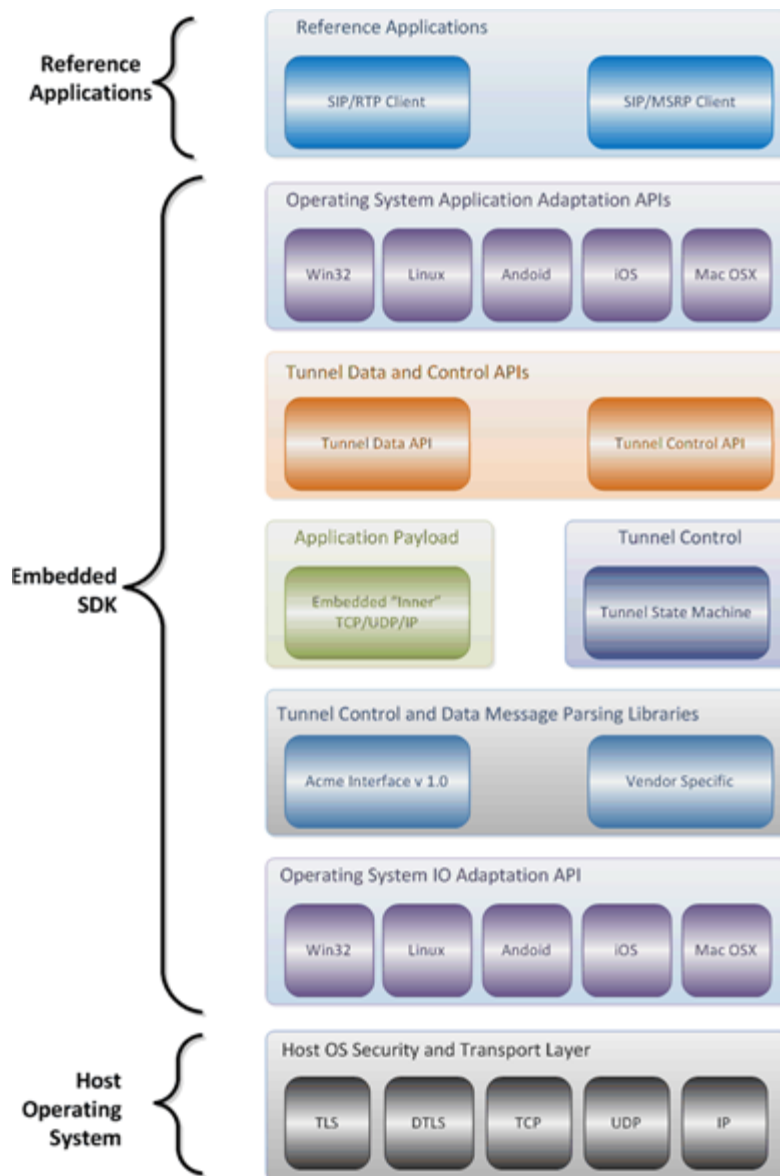 Reference
Applications
Reference Applications
SIP/RTP Client
SIP/MSRP Client
Embedded
SDK
Operating System Application Adaptation APIs
Win32
Linux
Andoid
iOS
Mac OSX
Tunnel Data and Control APIs
Tunnel Data API
Tunnel Control API
Application Payload
Embedded "Inner"
TCP/UDP/IP
Tunnel Control
Tunnel State Machine
Tunnel Control and Data Message Parsing Libraries
Acme Interface v 1.0
Vendor Specific
Operating System IO Adaptation API
Win32
Linux
Andoid
iOS
Mac OSX
Host
Operating
System
Host OS Security and Transport Layer
TLS
DTLS
TCP
UDP
IP